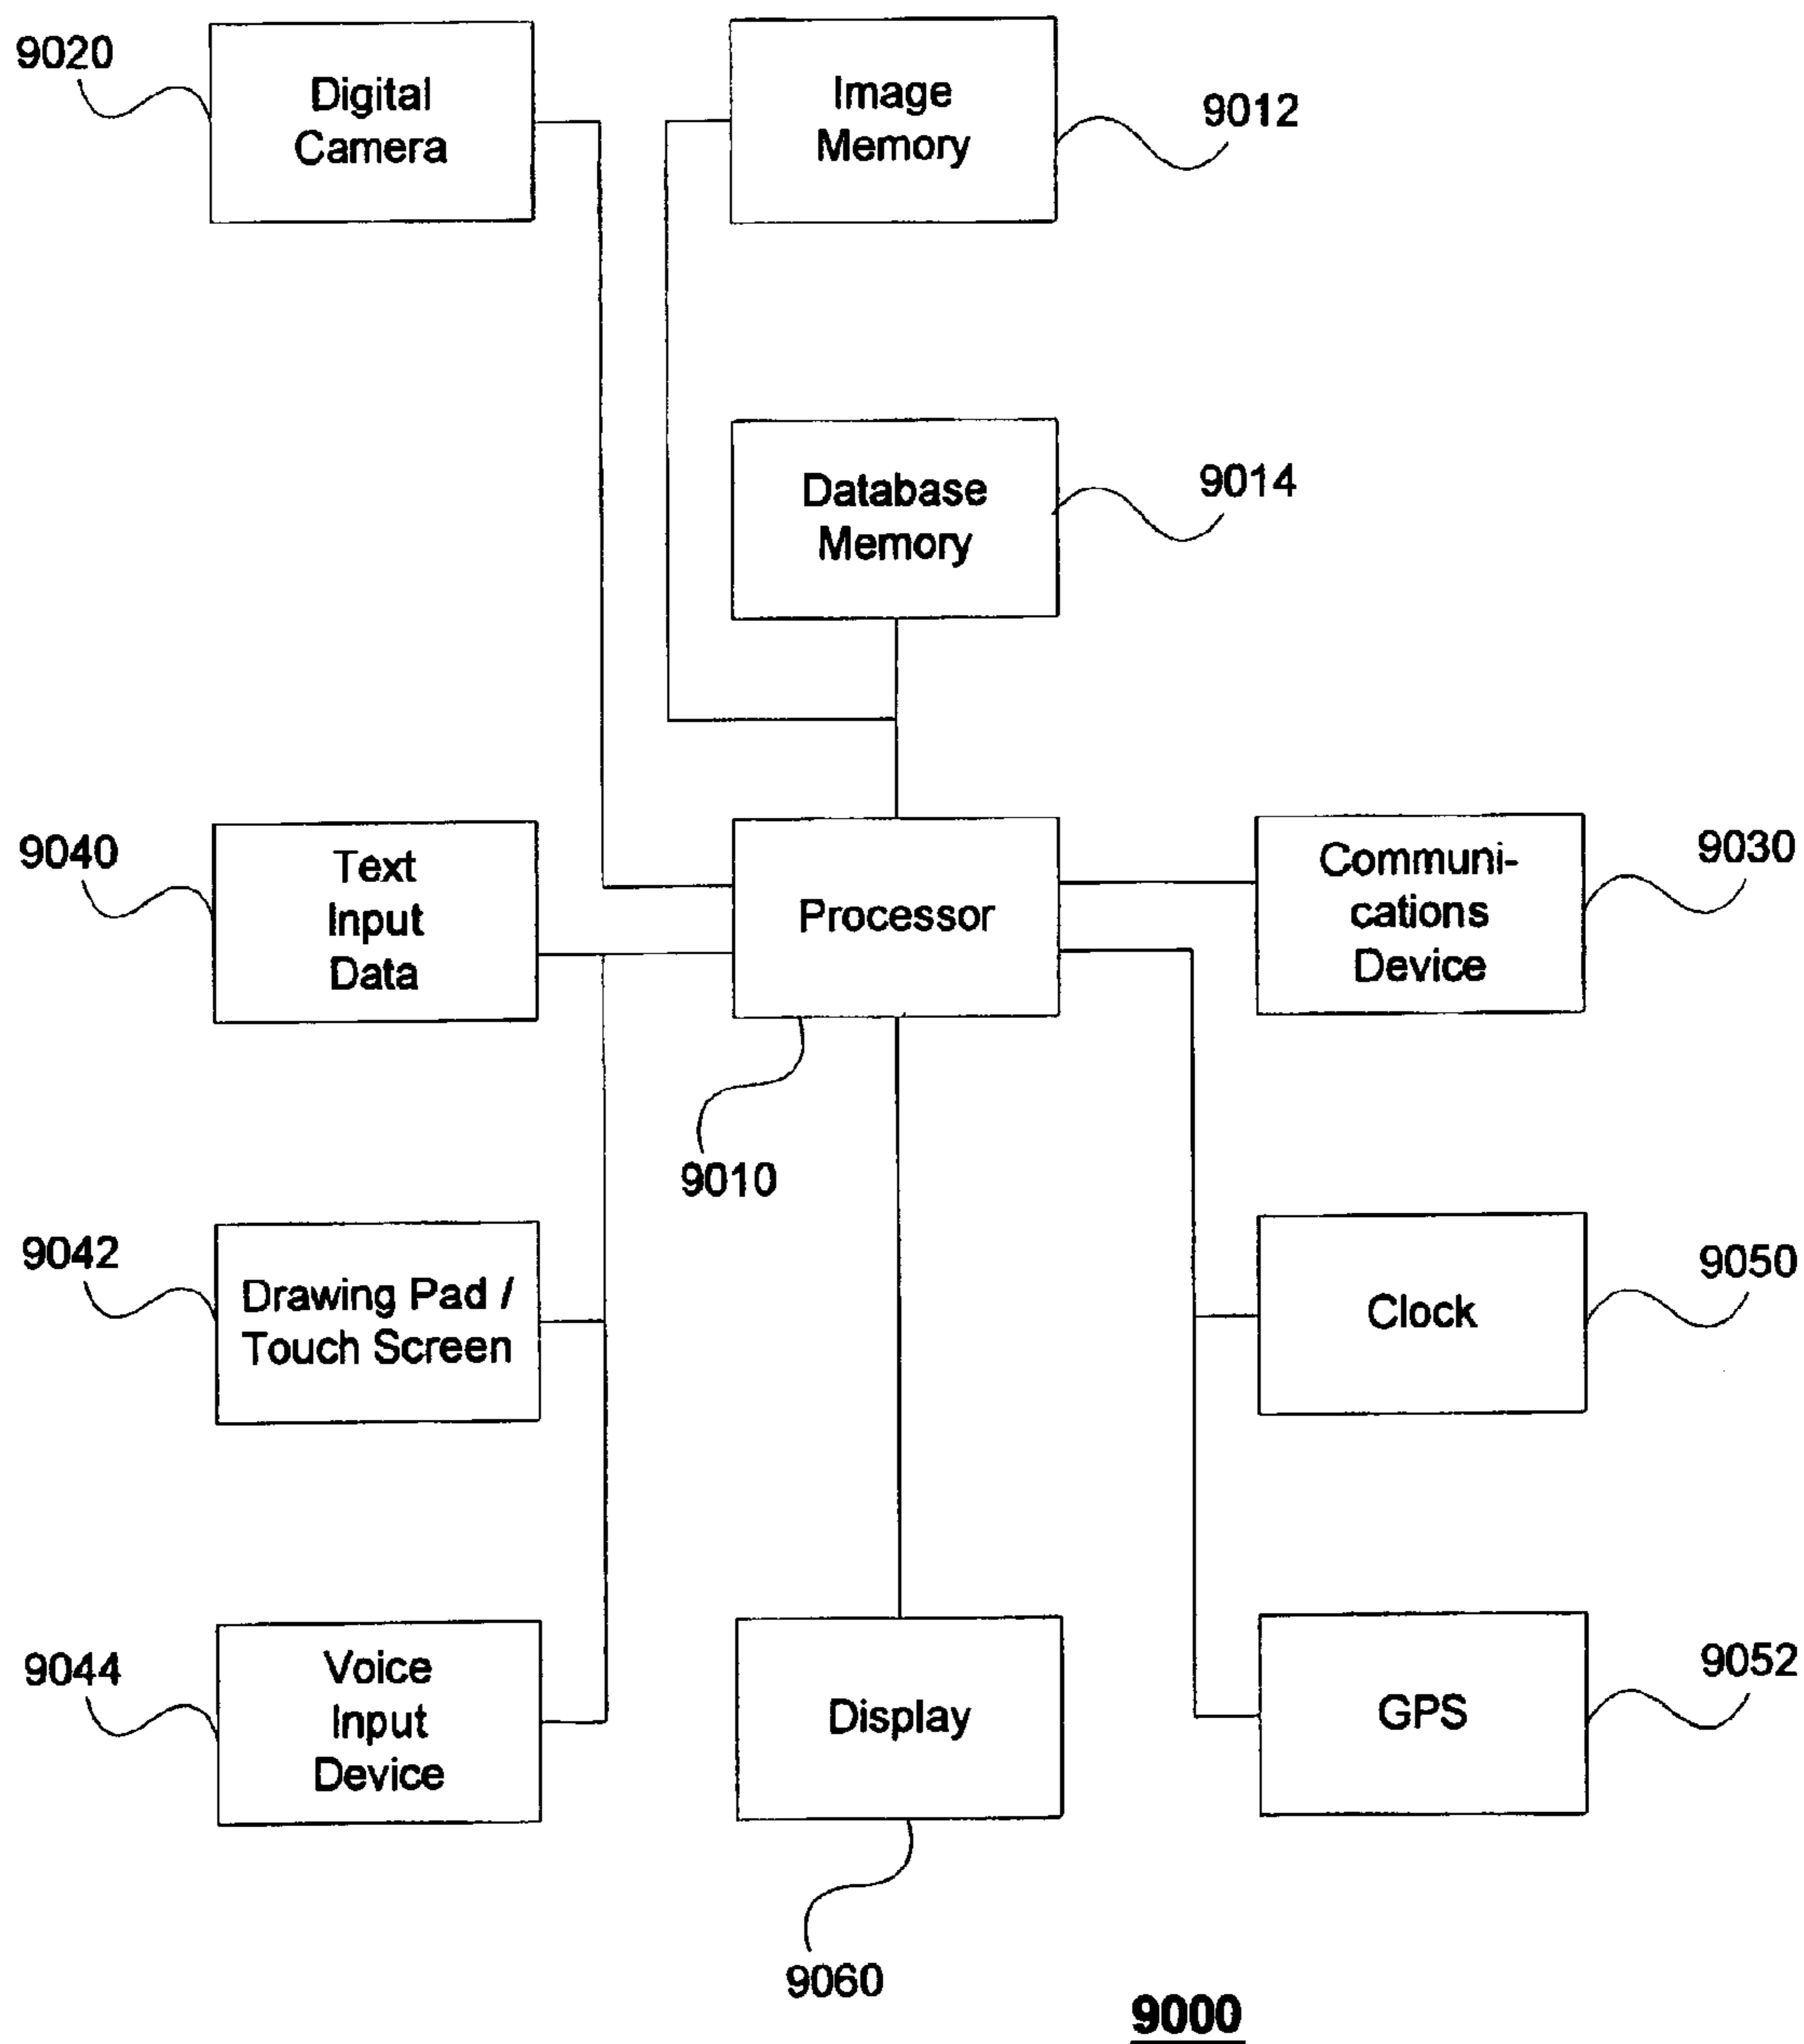 9020
Digital
Camera
Image
Memory
9012
Database
Memory
9014
9040
Text
Input
Data
Processor
9010
Communi-
cations
Device
9030
9042
Drawing Pad /
Touch Screen
Clock
9050
9044
Voice
Input
Device
Display
9060
GPS
9052
9000